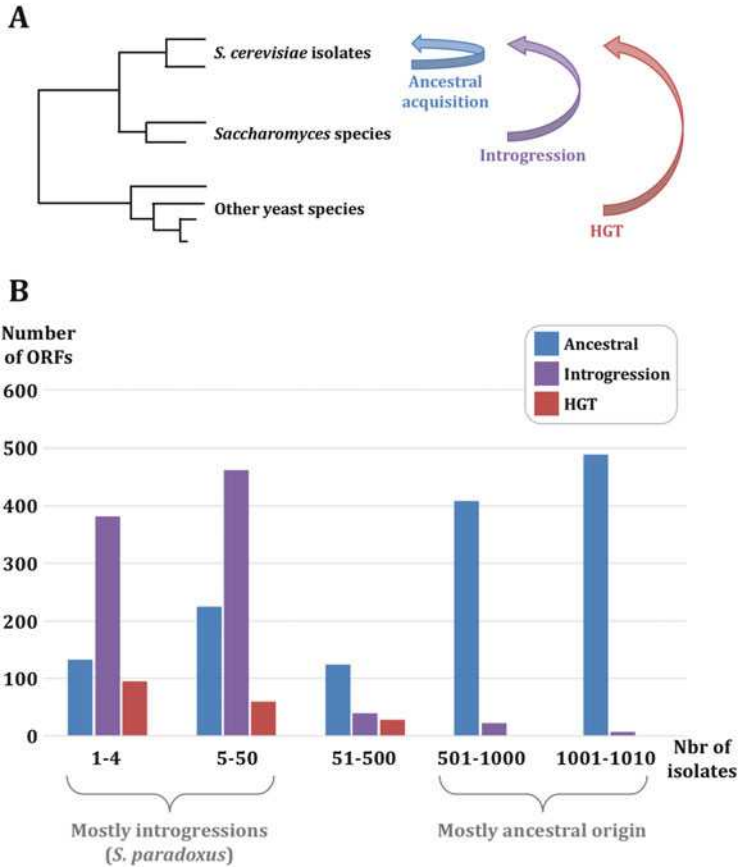 A
S. cerevisiae isolates
Ancestral
acquisition
Saccharomyces species
Introgression
Other yeast species
HGT
B
Number
of ORFs
Ancestral
Introgression
HGT
600
500
400
300
200
100
0
1-4
5-50
51-500
501-1000
1001-1010
Nbr of
isolates
Mostly introgressions
(S. paradoxus)
Mostly ancestral origin